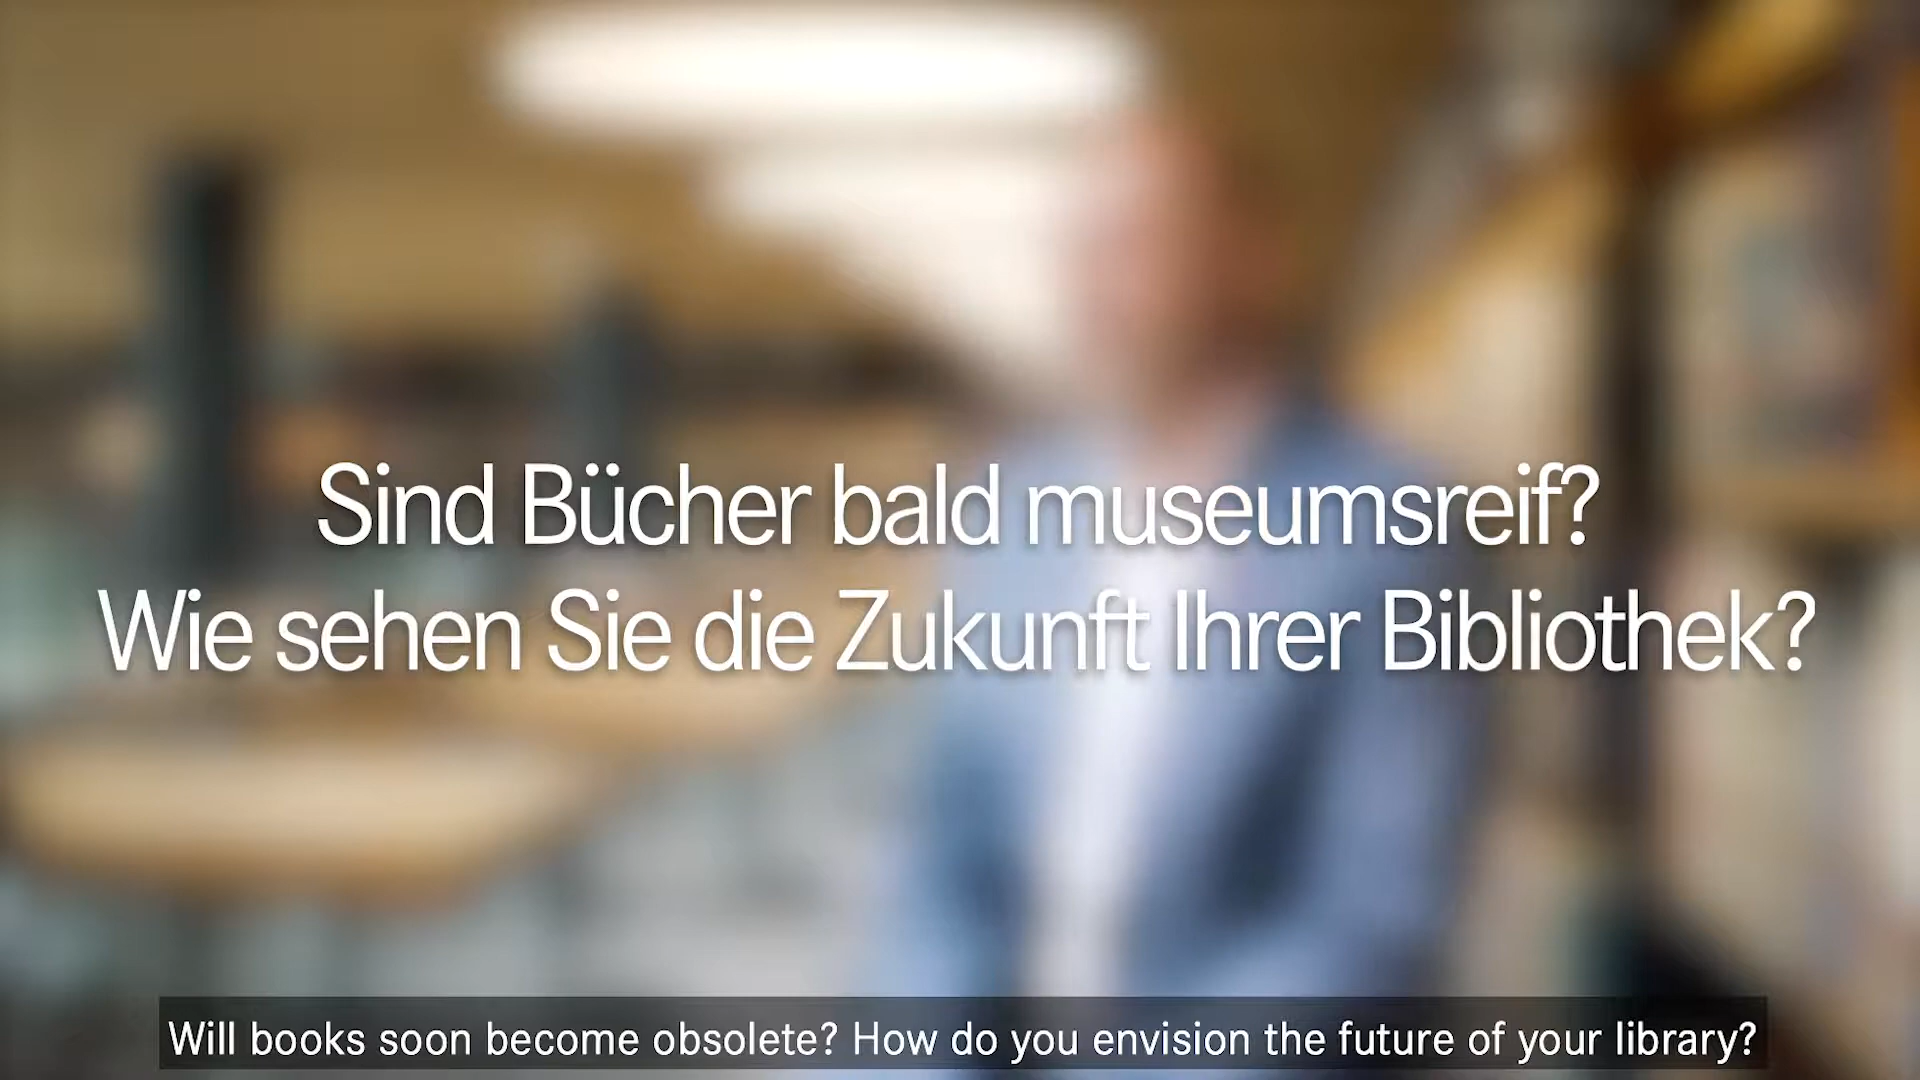 Sind Bücher bald museumsreif?
Wie sehen Sie die Zukunft Ihrer Bibliothek?
Will books soon become obsolete? How do you envision the future of your library?